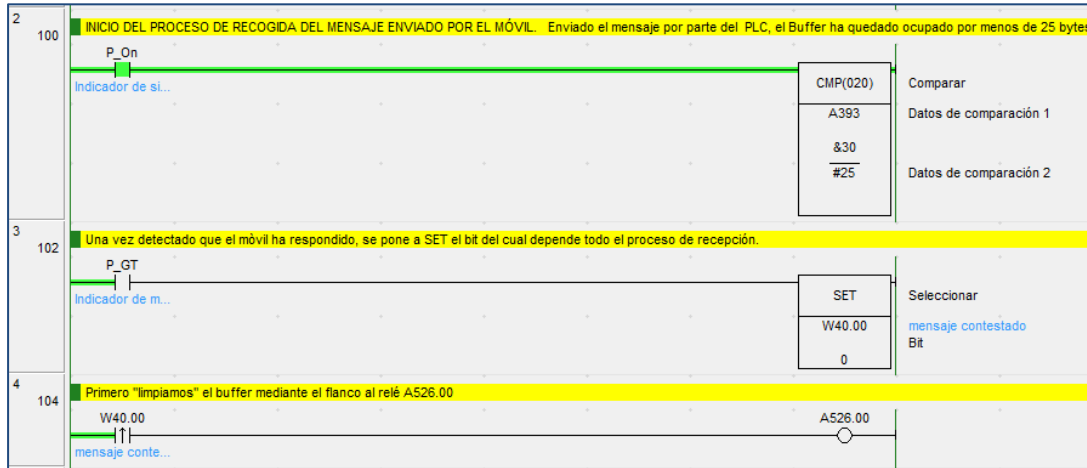 2
100
INICIO DEL PROCESO DE RECOGIDA DEL MENSAJE ENVIADO POR EL MÓVIL. Enviado el mensaje por parte del PLC, el Buffer ha quedado ocupado por menos de 25 bytes
P_On
Indicador de si...
CMP(020)
Comparar
A393
Datos de comparación 1
&30
#25
Datos de comparación 2
3
102
Una vez detectado que el mòvil ha respondido, se pone a SET el bit del cual depende todo el proceso de recepción.
P_GT
Indicador de m...
SET
Seleccionar
W40.00
mensaje contestado
Bit
0
4
104
Primero "limpiamos" el buffer mediante el flanco al relé A526.00
W40.00
A526.00
mensaje conte...